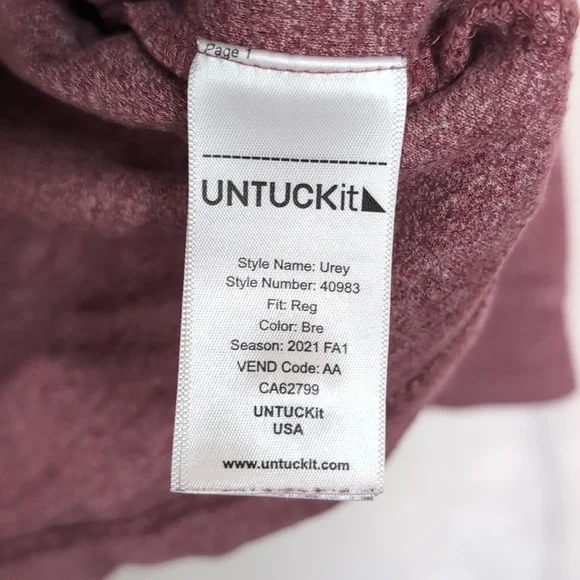 Page 1
UNTUCKit
Style Name: Urey
Style Number: 40983
Fit: Reg
Color: Bre
Season: 2021 FA1
VEND Code: AA
CA62799
UNTUCKit
USA
www.untuckit.com